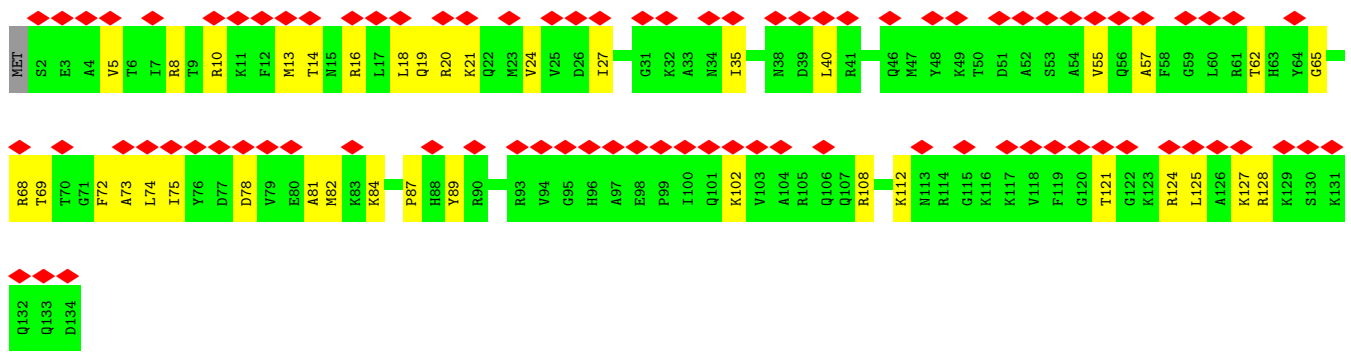 MET S2 E3 A4 V5 T6 I7 R8 T9 R10 K11 F12 M13 T14 N15 R16 L17 L18 Q19 R20 K21 Q22 M23 V24 V25 D26 I27 G31 K32 A33 N34 I35 N38 D39 L40 R41 Q46 M47 Y48 K49 T50 D51 A52 S53 A54 V55 Q56 A57 F58 G59 L60 R61 T62 H63 Y64 G65
R68 T69 T70 G71 F72 A73 L74 I75 Y76 D77 D78 V79 E80 A81 M82 K83 K84 P87 H88 Y89 R90 R93 V94 G95 H96 A97 E98 P99 I100 Q101 K102 V103 A104 R105 Q106 Q107 R108 K112 N113 R114 G115 K116 K117 V118 F119 G120 T121 G122 K123 R124 L125 A126 K127 R128 K129 S130 K131
Q132 Q133 D134